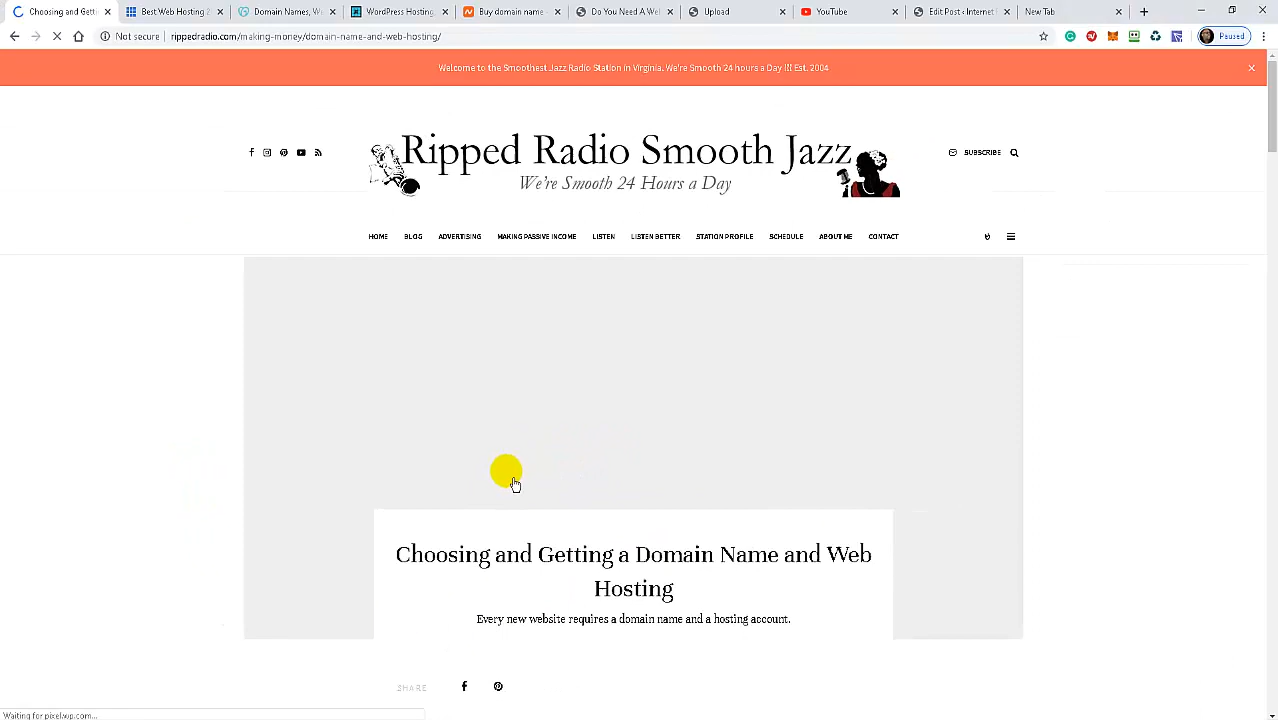 Choosing and Getti
Best Web Hosting 2
Domain Names, W
WordPress Hosting
Buy domain name -
Do You Need A Wel
Upload
YouTube
Edit Post ‹ Internet I
New Tab
Not secure
rippedradio.com/making-money/domain-name-and-web-hosting/
Paused
Welcome to the Smoothest Jazz Radio Station in Virginia. We're Smooth 24 hours a Day !!! Est. 2004
Ripped Radio Smooth Jazz
We're Smooth 24 Hours a Day
SUBSCRIBE
HOME BLOG ADVERTISING MAKING PASSIVE INCOME LISTEN LISTEN BETTER STATION PROFILE SCHEDULE ABOUT ME CONTACT
Choosing and Getting a Domain Name and Web
Hosting
Every new website requires a domain name and a hosting account.
SHARE
Waiting for pixel.wp.com...